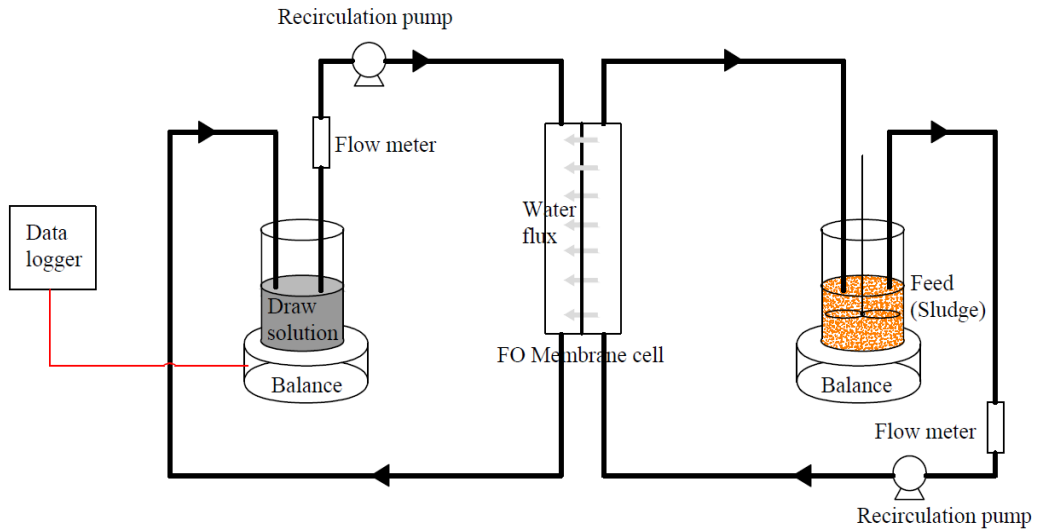 Recirculation pump
Flow meter
Data
logger
Draw
solution
Balance
Water
flux
FO Membrane cell
Feed
(Sludge)
Balance
Flow meter
Recirculation pump